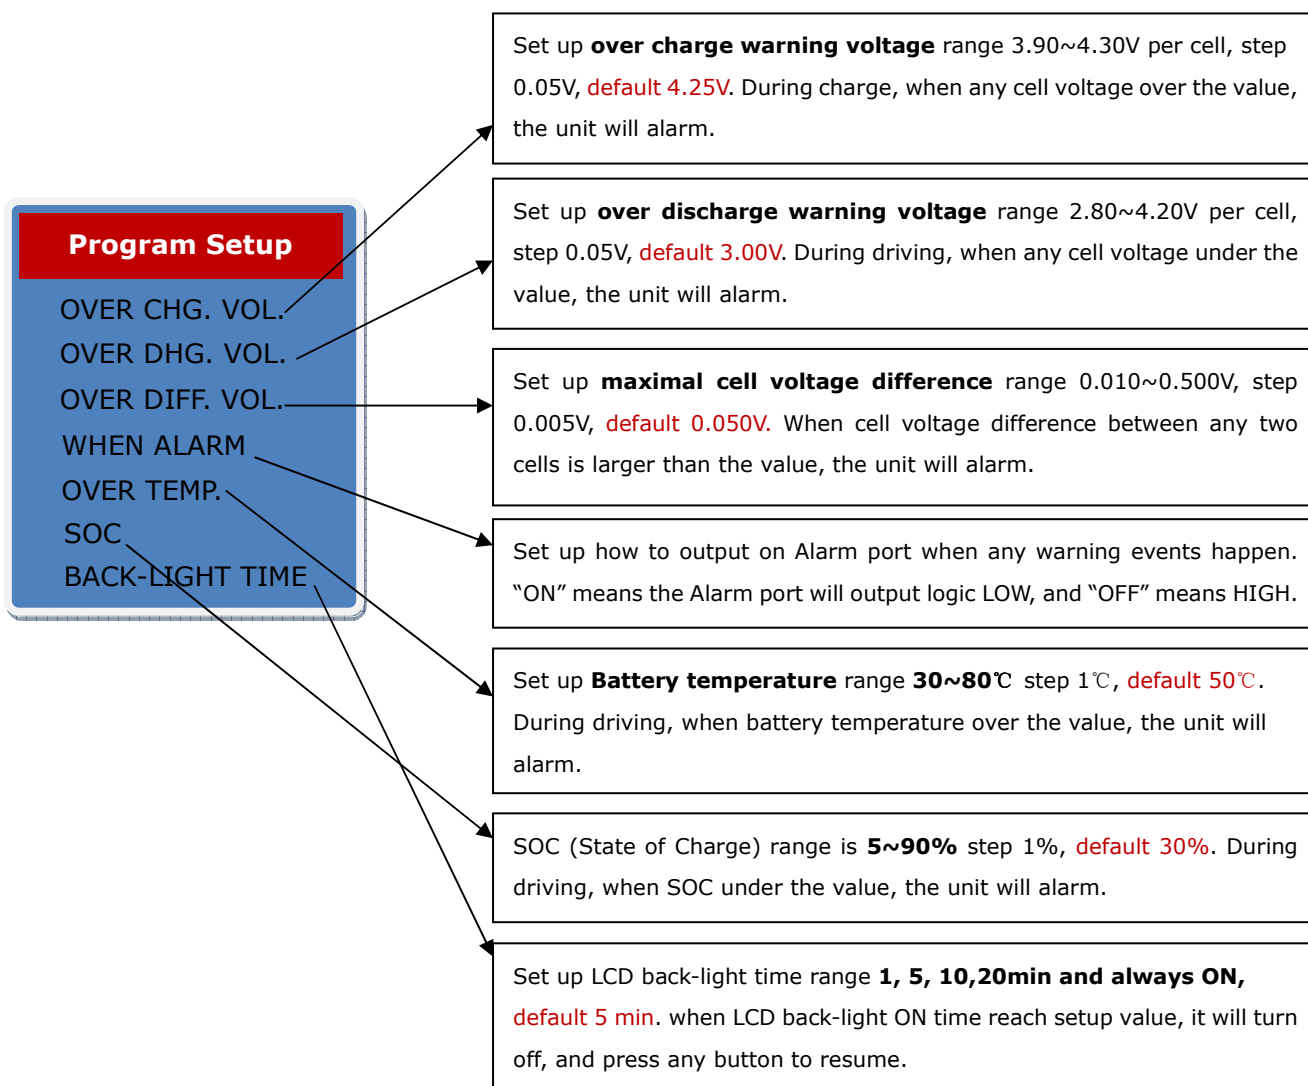 Program Setup
OVER CHG. VOL.
OVER DHG. VOL.
OVER DIFF. VOL.
WHEN ALARM
OVER TEMP.
SOC
BACK-LIGHT TIME
Set up over charge warning voltage range 3.90~4.30V per cell, step
0.05V, default 4.25V. During charge, when any cell voltage over the value,
the unit will alarm.
Set up over discharge warning voltage range 2.80~4.20V per cell,
step 0.05V, default 3.00V. During driving, when any cell voltage under the
value, the unit will alarm.
Set up maximal cell voltage difference range 0.010~0.500V, step
0.005V, default 0.050V. When cell voltage difference between any two
cells is larger than the value, the unit will alarm.
Set up how to output on Alarm port when any warning events happen.
“ON” means the Alarm port will output logic LOW, and “OFF” means HIGH.
Set up Battery temperature range 30~80℃ step 1℃, default 50℃.
During driving, when battery temperature over the value, the unit will
alarm.
SOC (State of Charge) range is 5~90% step 1%, default 30%. During
driving, when SOC under the value, the unit will alarm.
Set up LCD back-light time range 1, 5, 10,20min and always ON,
default 5 min. when LCD back-light ON time reach setup value, it will turn
off, and press any button to resume.